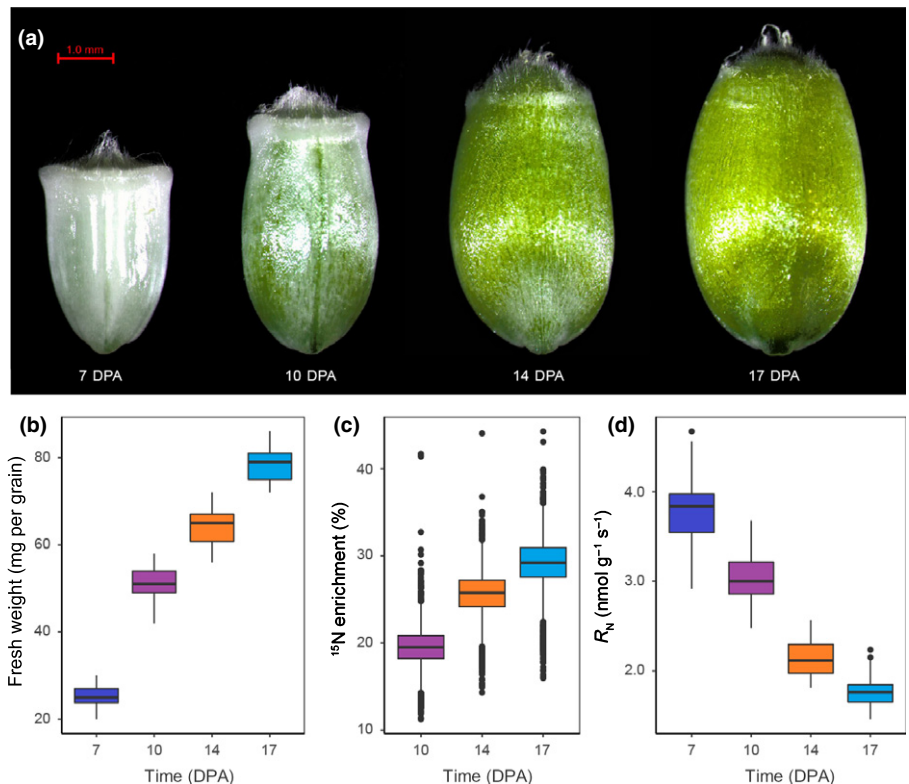 (a)
1.0 mm
7 DPA
10 DPA
14 DPA
17 DPA
(b)
Fresh weight (mg per grain)
80
60
40
20
7
10
14
17
Time (DPA)
(c)
¹⁵N enrichment (%)
40
30
20
10
10
14
17
Time (DPA)
(d)
R_N (nmol g⁻¹ s⁻¹)
4.0
3.0
2.0
7
10
14
17
Time (DPA)